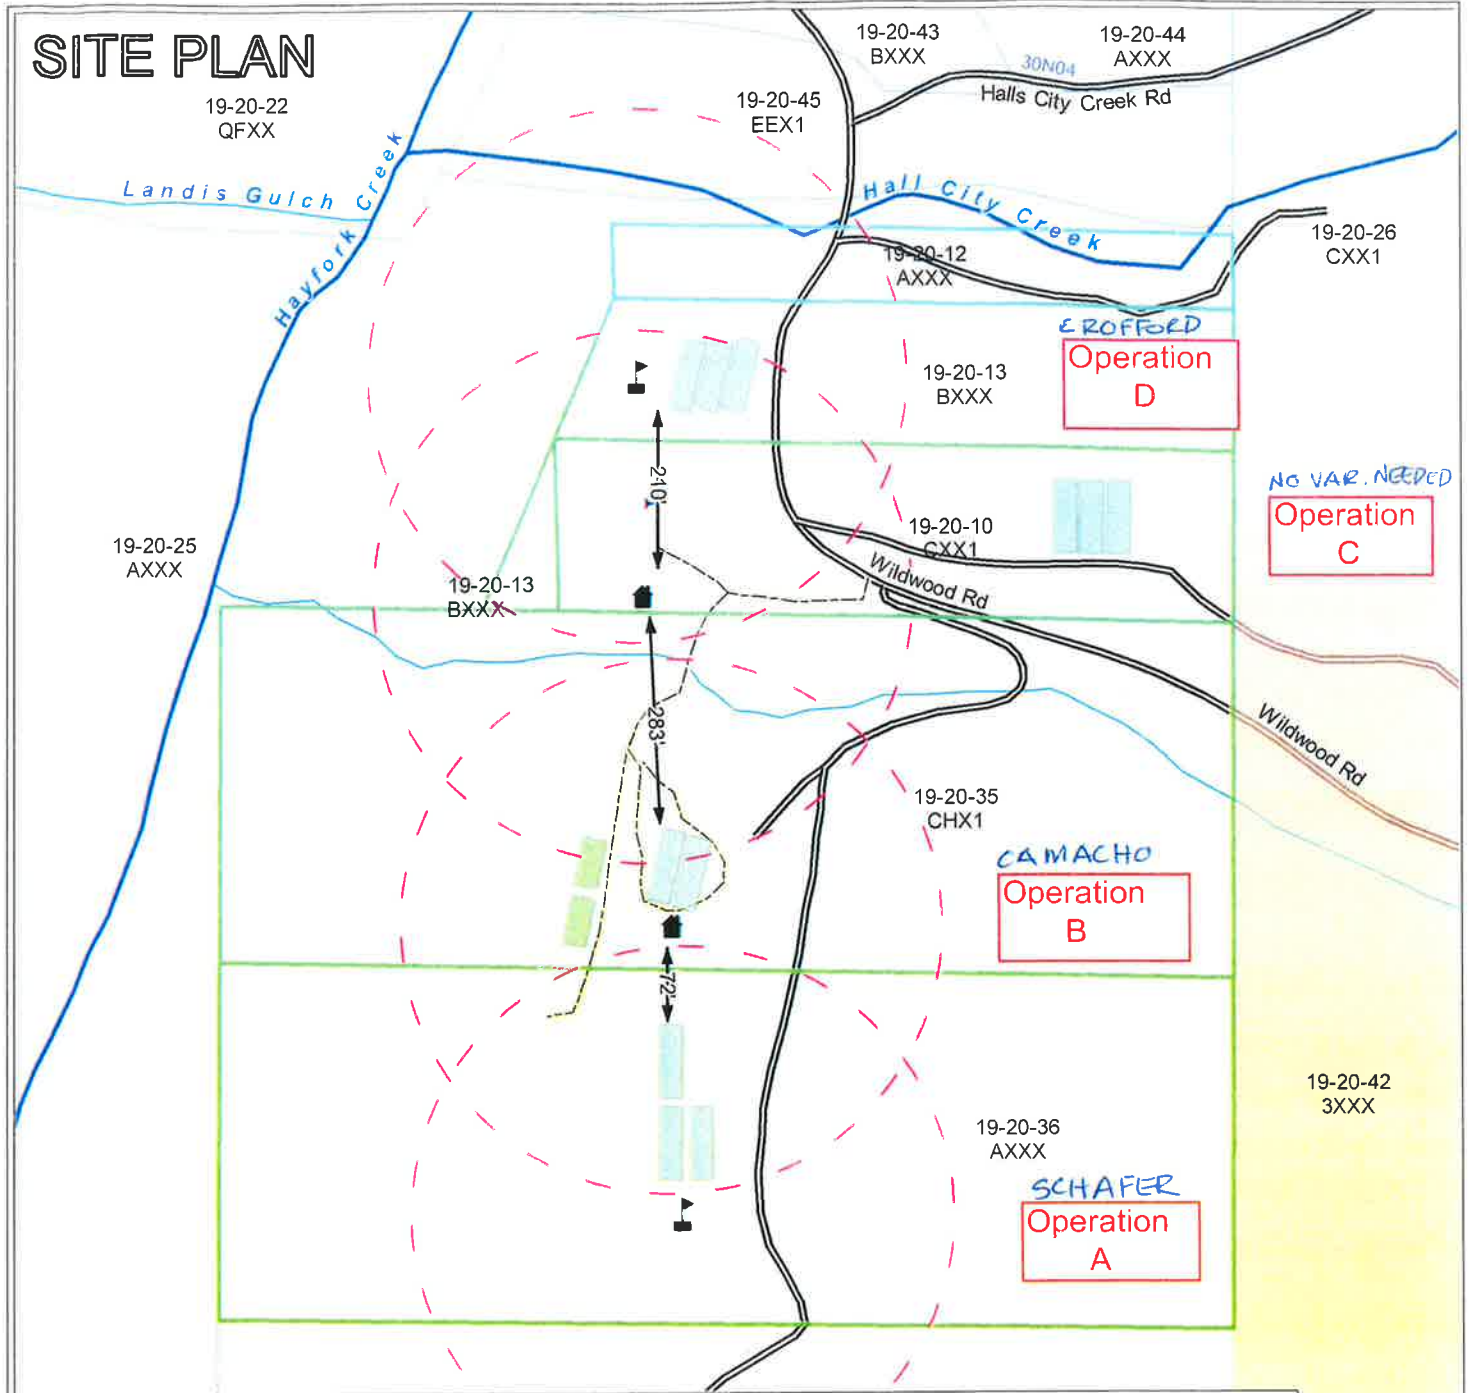 SITE PLAN
19-20-22
QFXX
19-20-45
EEX1
19-20-43
BXXX
19-20-44
AXXX
30N04
Halls City Creek Rd
Landis Gulch
Hayfork Creek
Hall City Creek
19-20-12
AXXX
19-20-26
CXX1
EROFFORD
Operation
D
19-20-13
BXXX
210'
NO VAR. NEEDED
Operation
C
19-20-10
CXX1
19-20-25
AXXX
19-20-13
BXXX
Wildwood Rd
283'
Wildwood Rd
19-20-35
CHX1
CAMACHO
Operation
B
72'
19-20-42
3XXX
19-20-36
AXXX
SCHAFER
Operation
A